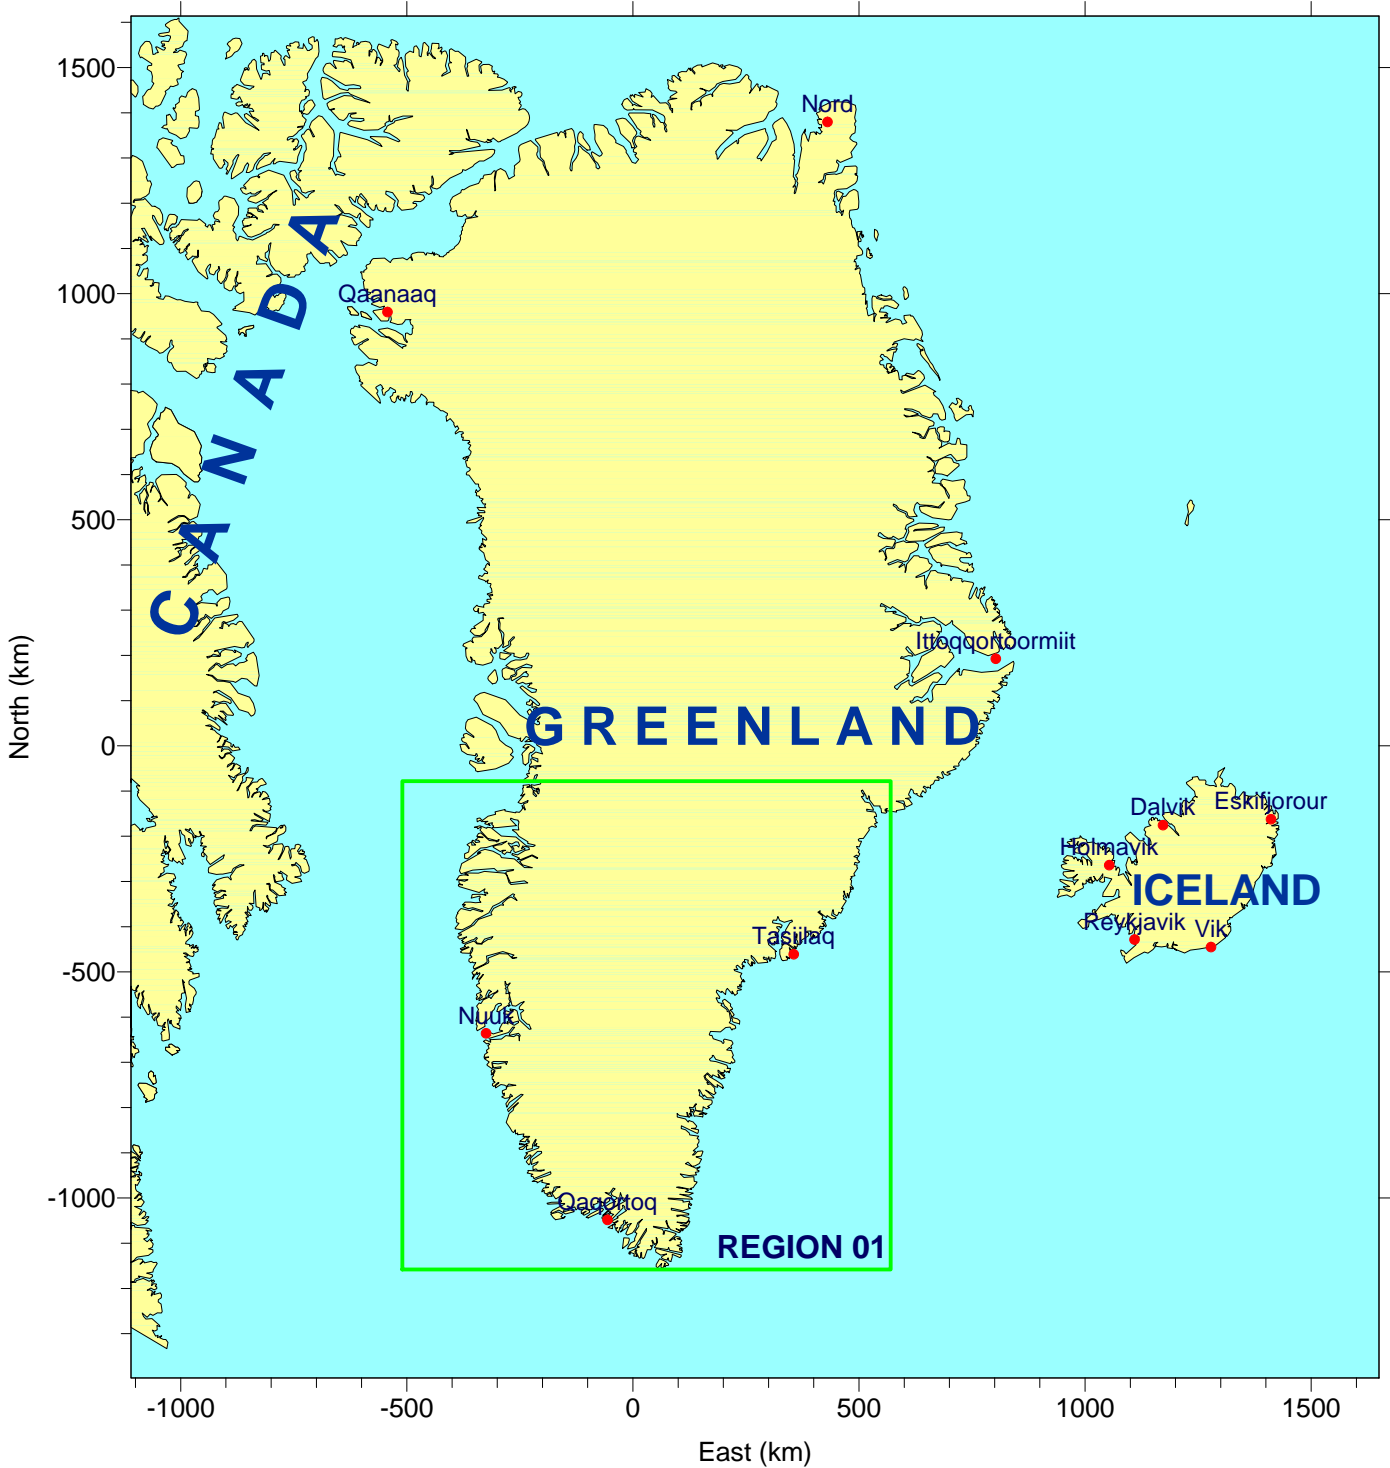 1500
Nord
1000
Qaanaaq
CANADA
500
Ittoqqortoormiit
North (km)
0
GREENLAND
Dalvik
Eskifjorour
Holmavik
ICELAND
Reykjavik
Vik
Tasiilaq
-500
Nuuk
-1000
Qaqortoq
REGION 01
-1000
-500
0
500
1000
1500
East (km)